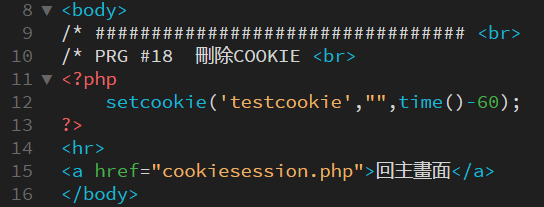 8 ▼ <body>
9 /* ################################# <br>
10 /* PRG #18  刪除COOKIE <br>
11 ▼ <?php
12     setcookie('testcookie',"",time()-60);
13 ?>
14 <hr>
15 <a href="cookiesession.php">回主畫面</a>
16 </body>